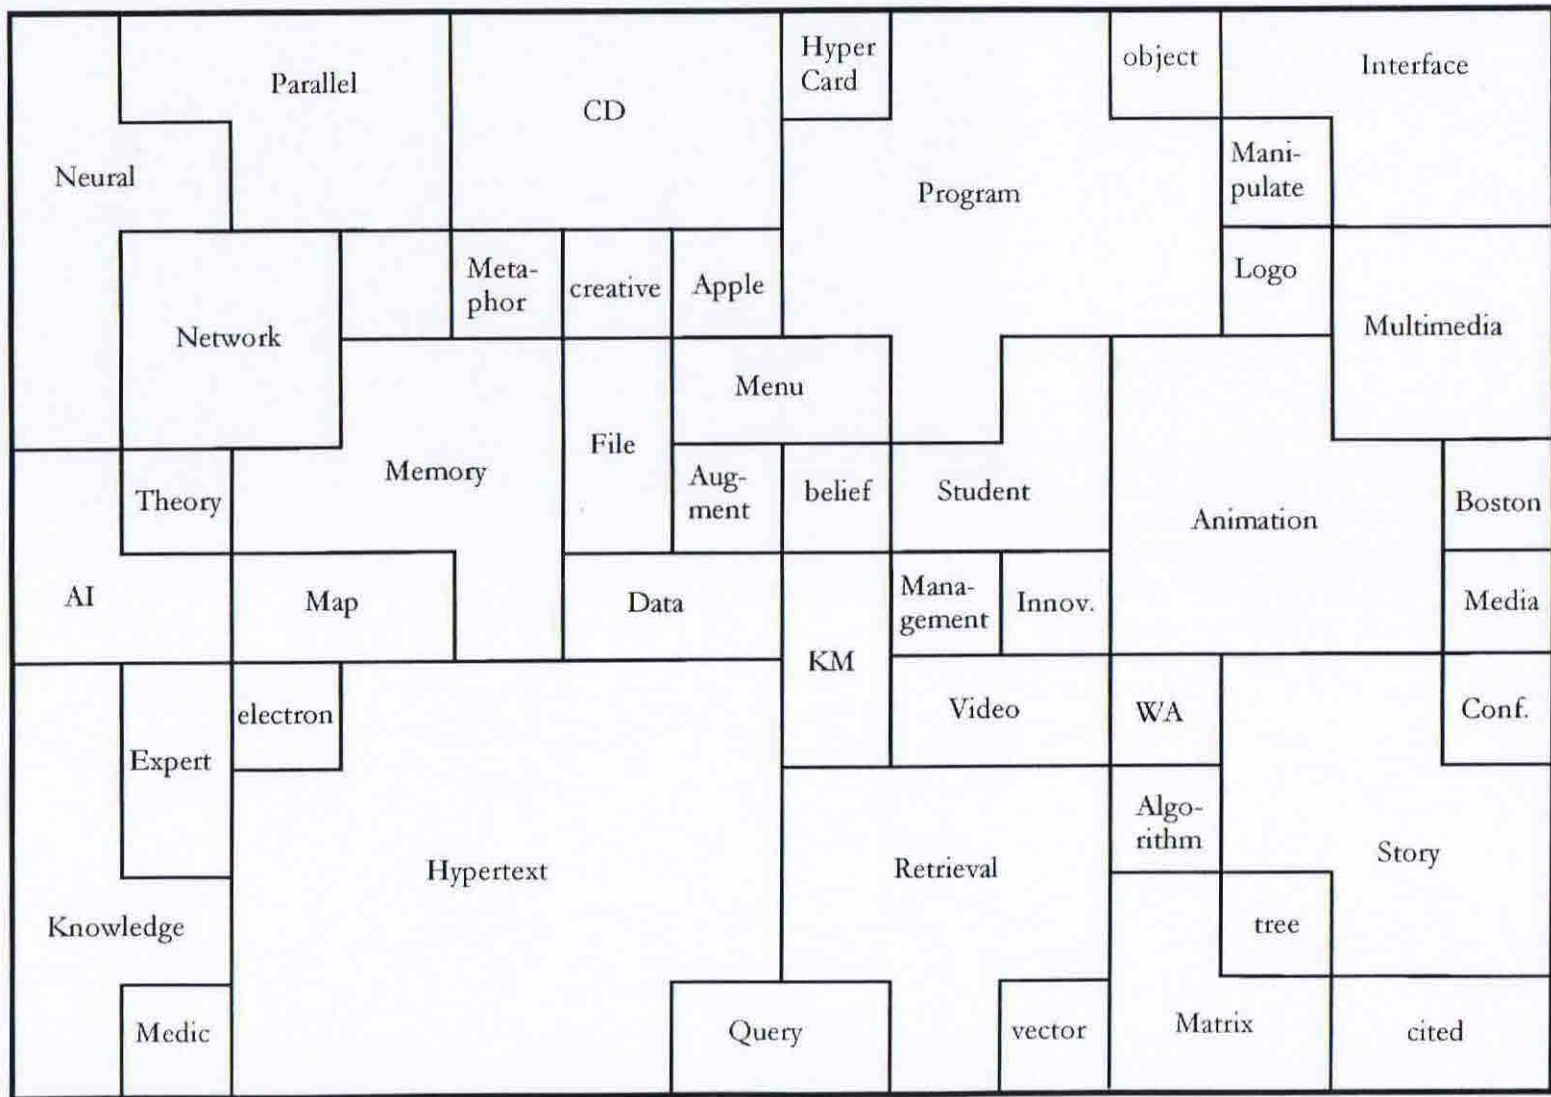 Hyper
Card
object
Interface
Parallel
CD
Mani-
pulate
Neural
Program
Logo
Meta-
phor
creative
Apple
Network
Multimedia
Menu
File
Memory
Aug-
ment
belief
Student
Theory
Animation
Boston
AI
Map
Data
Mana-
gement
Innov.
Media
KM
electron
Video
WA
Conf.
Expert
Algo-
rithm
Hypertext
Retrieval
Story
Knowledge
tree
Medic
Query
vector
Matrix
cited